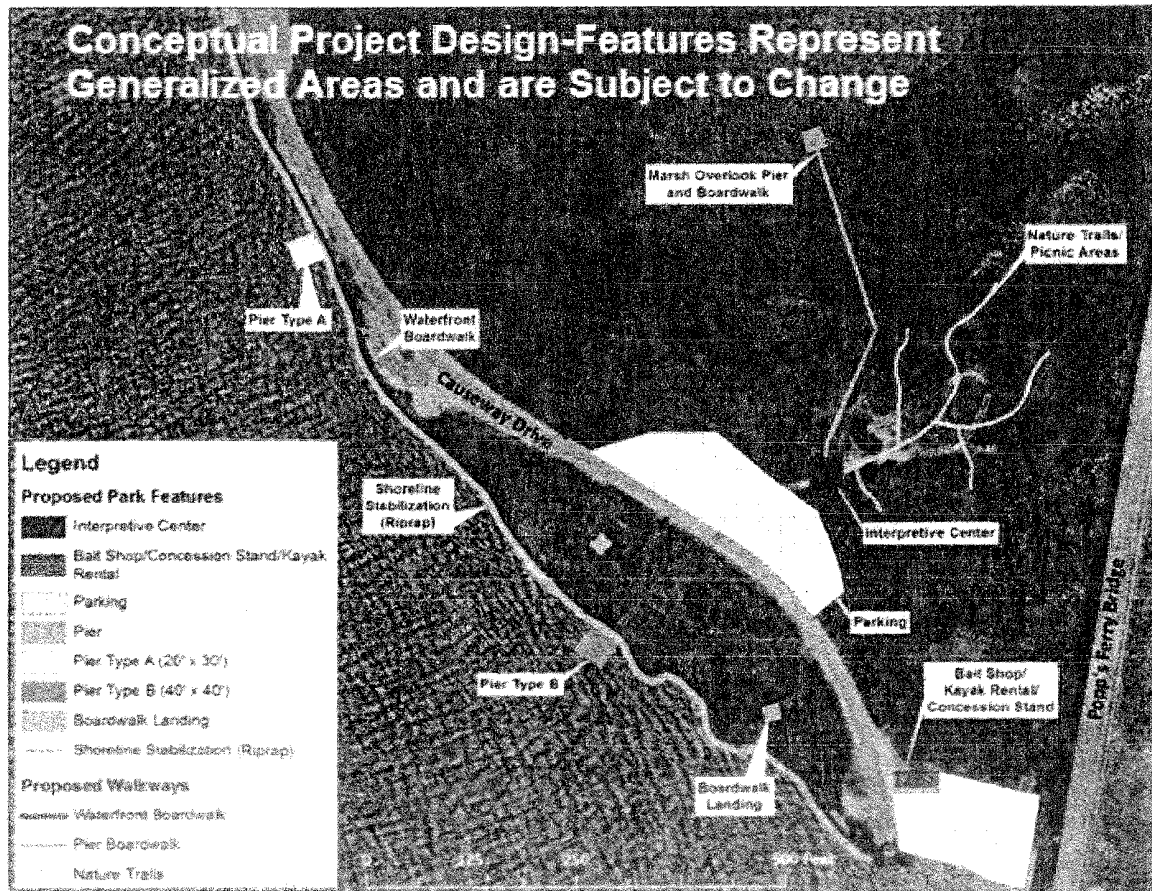 Conceptual Project Design-Features Represent
Generalized Areas and are Subject to Change
Marsh Overlook Pier
and Boardwalk
Nature Trails/
Picnic Areas
Pier Type A
Waterfront
Boardwalk
Causeway Drive
Shoreline
Stabilization
(Riprap)
Interpretive Center
Parking
Popp's Ferry Bridge
Pier Type B
Bait Shop/
Kayak Rental/
Concession Stand
Boardwalk
Landing
Legend
Proposed Park Features
Interpretive Center
Bait Shop/Concession Stand/Kayak
Rental
Parking
Pier
Pier Type A (20' x 30')
Pier Type B (40' x 40')
Boardwalk Landing
Shoreline Stabilization (Riprap)
Proposed Walkways
Waterfront Boardwalk
Pier Boardwalk
Nature Trails
0 125 250 500 Feet